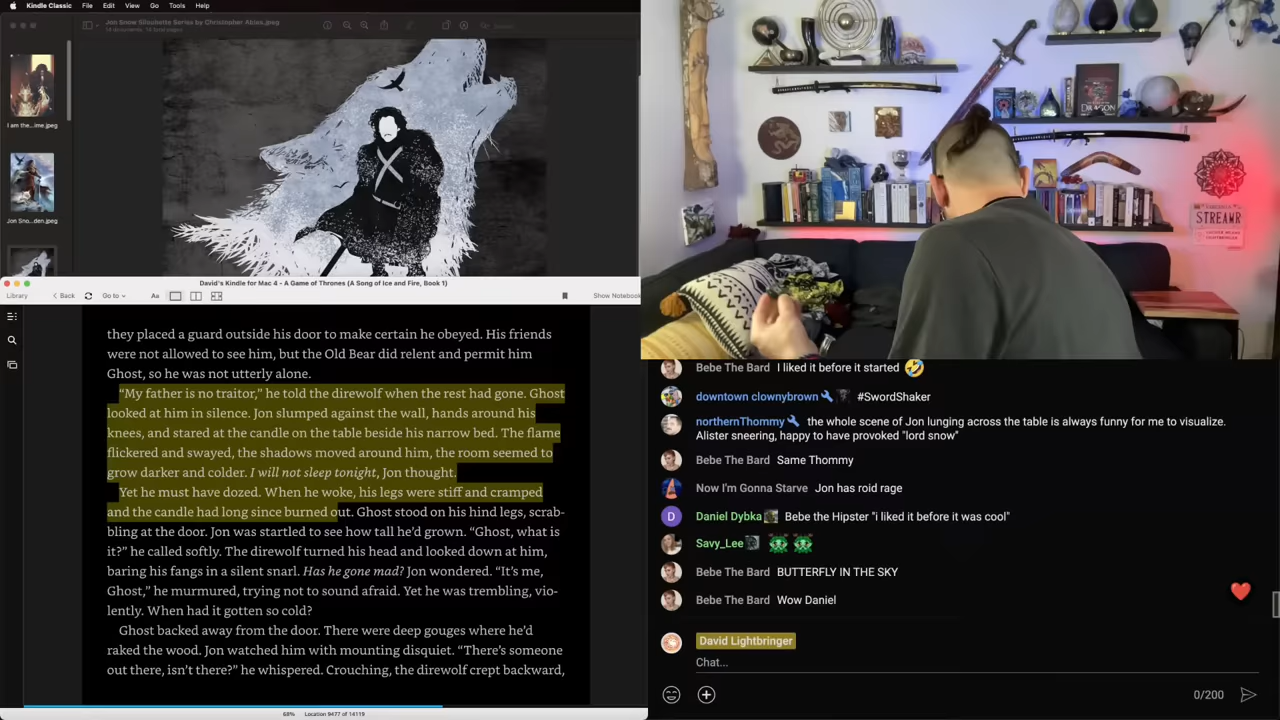 Kindle Classic File Edit View Go Tools Help
Jon Snow Silouhette Series by Christopher Akies.jpeg
I am the...ime.jpeg
Jon Sno...den.jpeg
David's Kindle for Mac 4 - A Game of Thrones (A Song of Ice and Fire, Book 1)
Library Back Go to Aa Show Notebook
they placed a guard outside his door to make certain he obeyed. His friends
were not allowed to see him, but the Old Bear did relent and permit him
Ghost, so he was not utterly alone.
“My father is no traitor,” he told the direwolf when the rest had gone. Ghost
looked at him in silence. Jon slumped against the wall, hands around his
knees, and stared at the candle on the table beside his narrow bed. The flame
flickered and swayed, the shadows moved around him, the room seemed to
grow darker and colder. I will not sleep tonight, Jon thought.
Yet he must have dozed. When he woke, his legs were stiff and cramped
and the candle had long since burned out. Ghost stood on his hind legs, scrab-
bling at the door. Jon was startled to see how tall he'd grown. “Ghost, what is
it?” he called softly. The direwolf turned his head and looked down at him,
baring his fangs in a silent snarl. Has he gone mad? Jon wondered. “It's me,
Ghost,” he murmured, trying not to sound afraid. Yet he was trembling, vio-
lently. When had it gotten so cold?
Ghost backed away from the door. There were deep gouges where he'd
raked the wood. Jon watched him with mounting disquiet. “There's someone
out there, isn't there?” he whispered. Crouching, the direwolf crept backward,
68% Location 9477 of 14119
STREAMR
Bebe The Bard I liked it before it started 🤣
downtown clownybrown #SwordShaker
northernThommy the whole scene of Jon lunging across the table is always funny for me to visualize.
Alister sneering, happy to have provoked "lord snow"
Bebe The Bard Same Thommy
Now I'm Gonna Starve Jon has roid rage
D Daniel Dybka Bebe the Hipster "i liked it before it was cool"
Savy_Lee
Bebe The Bard BUTTERFLY IN THE SKY
Bebe The Bard Wow Daniel
David Lightbringer
Chat...
0/200